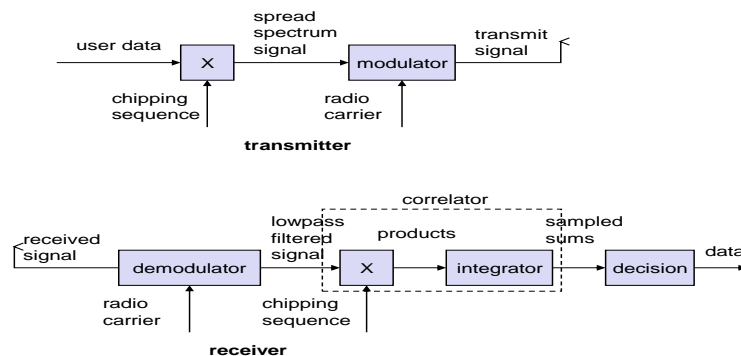 spread
spectrum
signal
transmit
signal
user data
X
modulator
chipping
sequence
radio
carrier
transmitter
correlator
lowpass
filtered
signal
products
sampled
sums
received
signal
demodulator
X
integrator
decision
data
radio
carrier
chipping
sequence
receiver